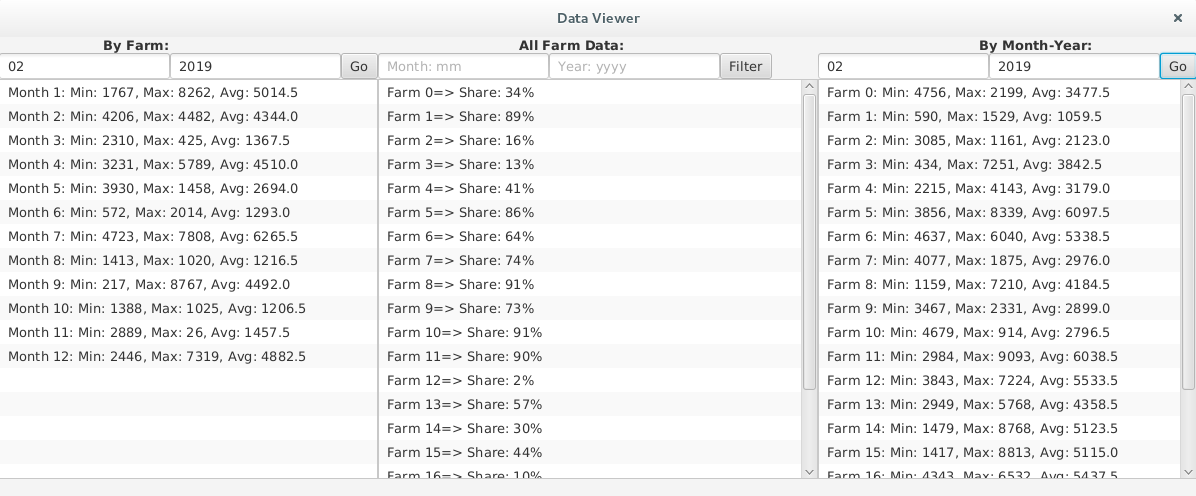 Data Viewer
By Farm:
02
2019
Go
Month 1: Min: 1767, Max: 8262, Avg: 5014.5
Month 2: Min: 4206, Max: 4482, Avg: 4344.0
Month 3: Min: 2310, Max: 425, Avg: 1367.5
Month 4: Min: 3231, Max: 5789, Avg: 4510.0
Month 5: Min: 3930, Max: 1458, Avg: 2694.0
Month 6: Min: 572, Max: 2014, Avg: 1293.0
Month 7: Min: 4723, Max: 7808, Avg: 6265.5
Month 8: Min: 1413, Max: 1020, Avg: 1216.5
Month 9: Min: 217, Max: 8767, Avg: 4492.0
Month 10: Min: 1388, Max: 1025, Avg: 1206.5
Month 11: Min: 2889, Max: 26, Avg: 1457.5
Month 12: Min: 2446, Max: 7319, Avg: 4882.5
All Farm Data:
Month: mm
Year: yyyy
Filter
Farm 0=> Share: 34%
Farm 1=> Share: 89%
Farm 2=> Share: 16%
Farm 3=> Share: 13%
Farm 4=> Share: 41%
Farm 5=> Share: 86%
Farm 6=> Share: 64%
Farm 7=> Share: 74%
Farm 8=> Share: 91%
Farm 9=> Share: 73%
Farm 10=> Share: 91%
Farm 11=> Share: 90%
Farm 12=> Share: 2%
Farm 13=> Share: 57%
Farm 14=> Share: 30%
Farm 15=> Share: 44%
Farm 16=> Share: 10%
By Month-Year:
02
2019
Go
Farm 0: Min: 4756, Max: 2199, Avg: 3477.5
Farm 1: Min: 590, Max: 1529, Avg: 1059.5
Farm 2: Min: 3085, Max: 1161, Avg: 2123.0
Farm 3: Min: 434, Max: 7251, Avg: 3842.5
Farm 4: Min: 2215, Max: 4143, Avg: 3179.0
Farm 5: Min: 3856, Max: 8339, Avg: 6097.5
Farm 6: Min: 4637, Max: 6040, Avg: 5338.5
Farm 7: Min: 4077, Max: 1875, Avg: 2976.0
Farm 8: Min: 1159, Max: 7210, Avg: 4184.5
Farm 9: Min: 3467, Max: 2331, Avg: 2899.0
Farm 10: Min: 4679, Max: 914, Avg: 2796.5
Farm 11: Min: 2984, Max: 9093, Avg: 6038.5
Farm 12: Min: 3843, Max: 7224, Avg: 5533.5
Farm 13: Min: 2949, Max: 5768, Avg: 4358.5
Farm 14: Min: 1479, Max: 8768, Avg: 5123.5
Farm 15: Min: 1417, Max: 8813, Avg: 5115.0
Farm 16: Min: 4343, Max: 6532, Avg: 5437.5